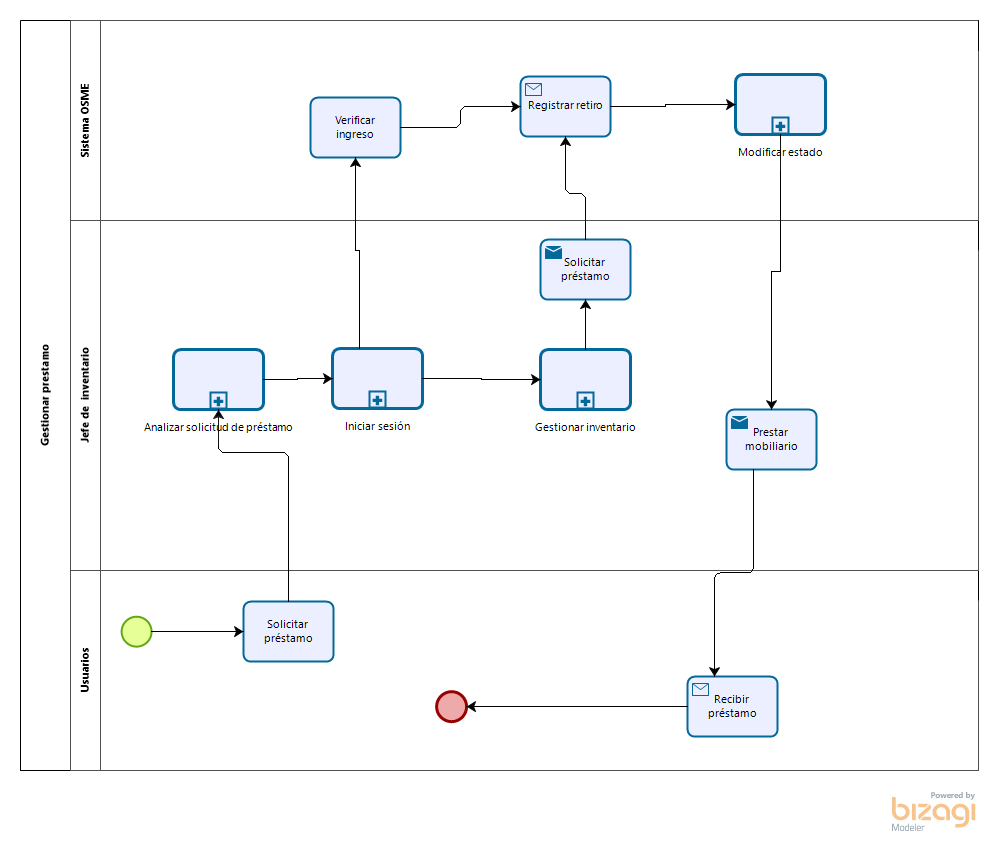 Gestionar prestamo
Sistema OSME
Verificar
ingreso
Registrar retiro
Modificar estado
Jefe de inventario
Solicitar
préstamo
Analizar solicitud de préstamo
Iniciar sesión
Gestionar inventario
Prestar
mobiliario
Usuarios
Solicitar
préstamo
Recibir
préstamo
Powered by
bizagi
Modeler